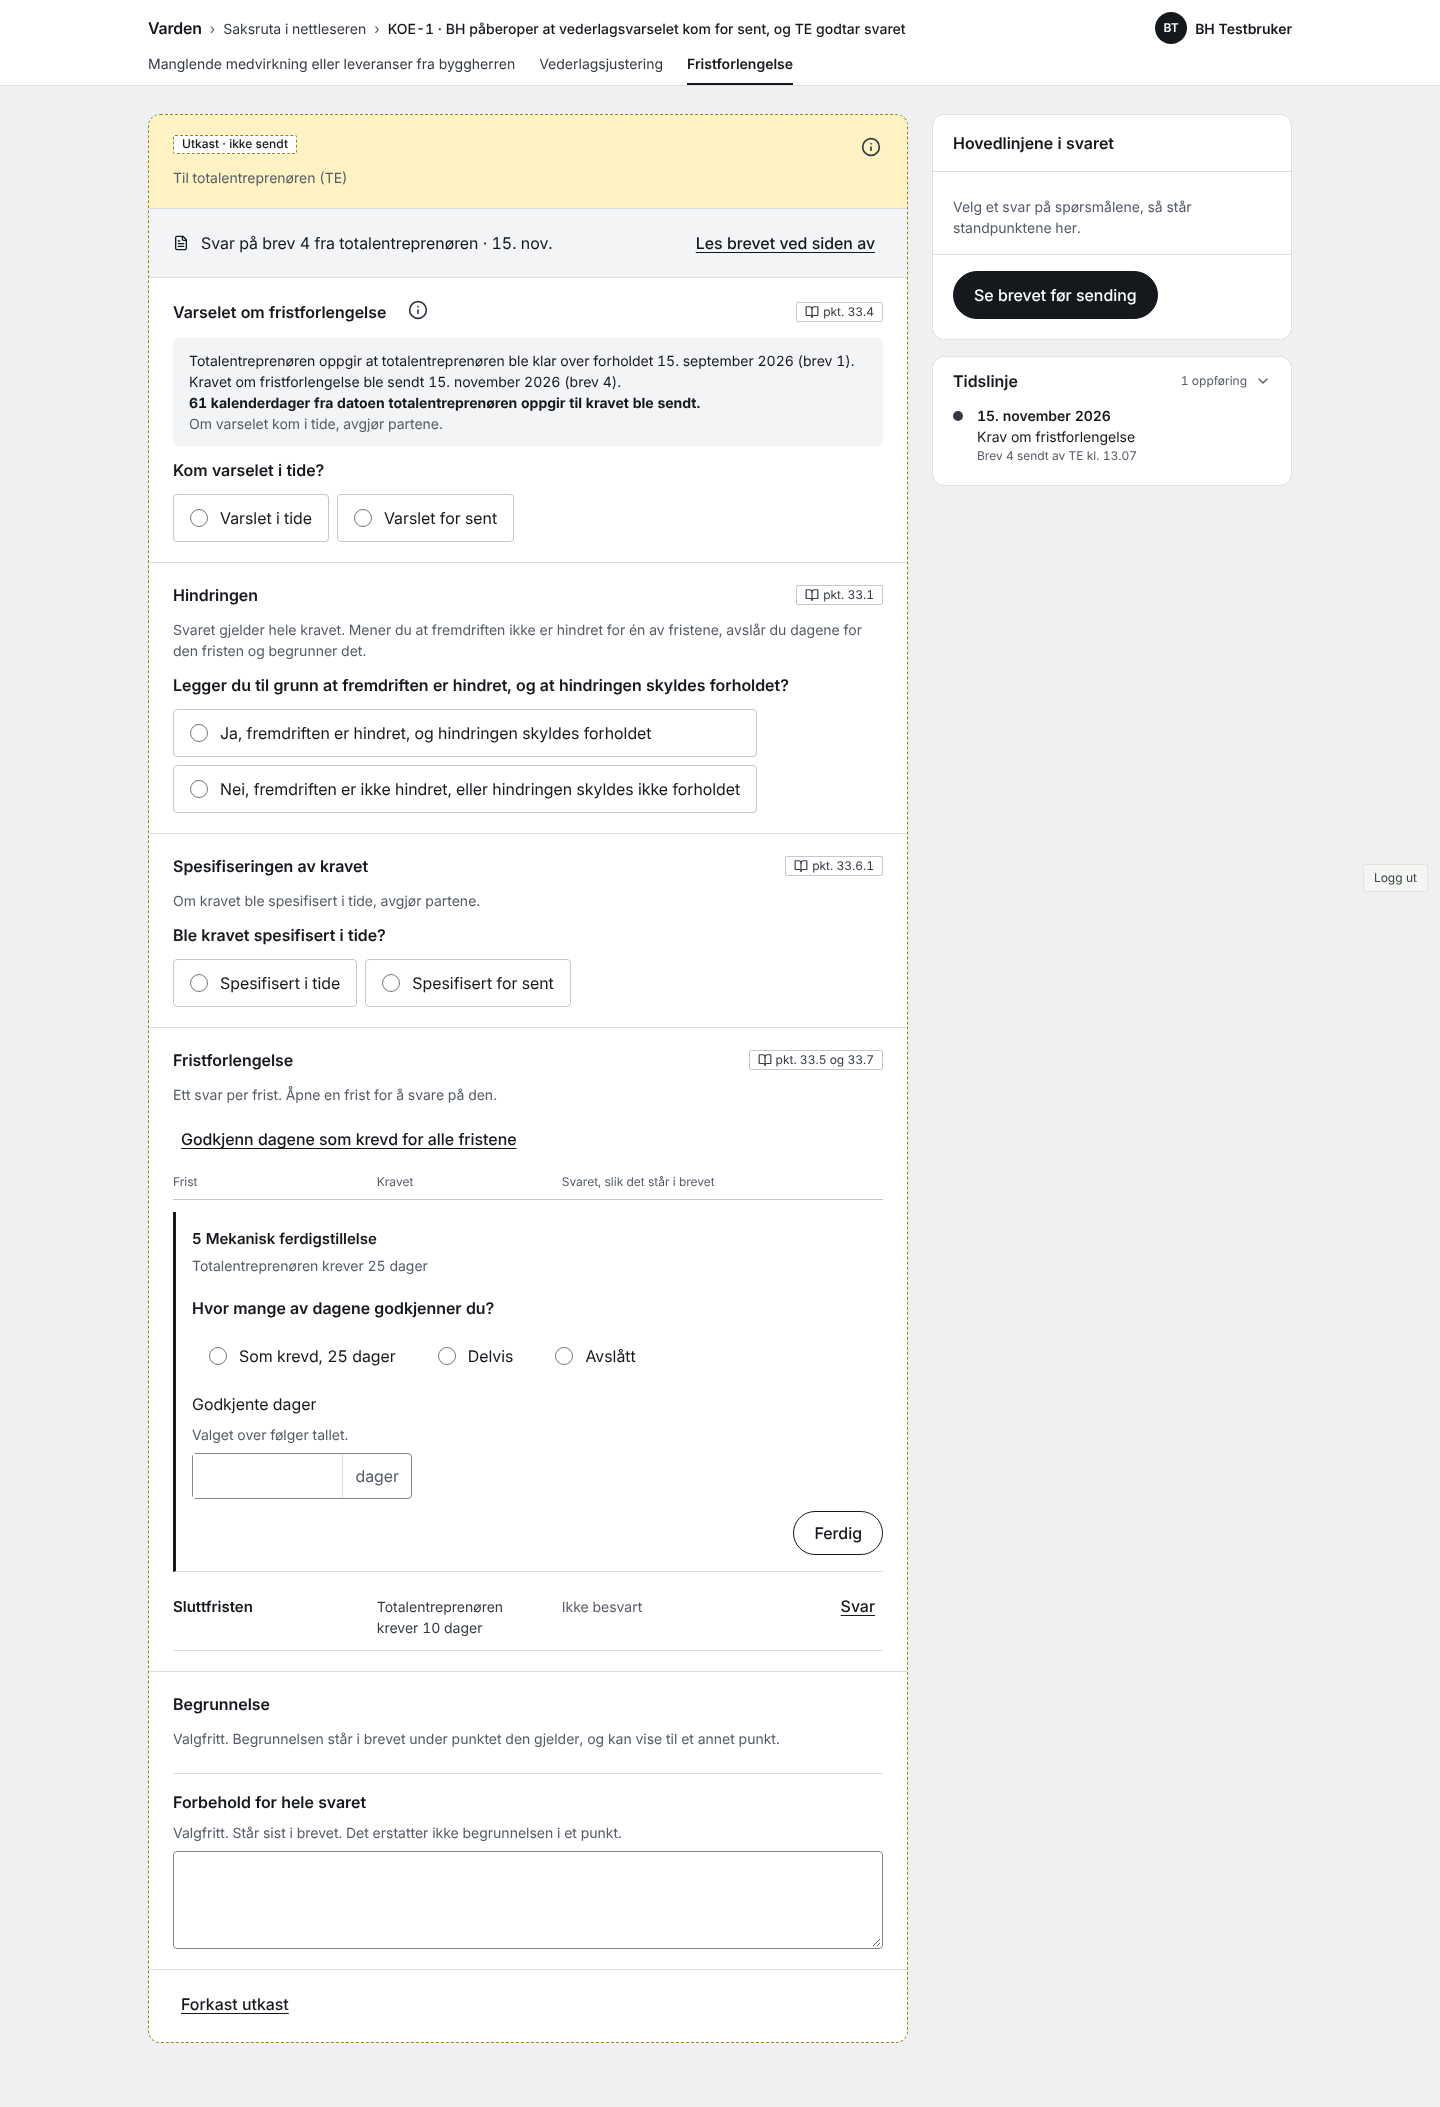 Varden › Saksruta i nettleseren › KOE-1 · BH påberoper at vederlagsvarselet kom for sent, og TE godtar svaret
BT BH Testbruker
Manglende medvirkning eller leveranser fra byggherren Vederlagsjustering Fristforlengelse
Utkast · ikke sendt
Til totalentreprenøren (TE)
Svar på brev 4 fra totalentreprenøren · 15. nov. Les brevet ved siden av
Varselet om fristforlengelse pkt. 33.4
Totalentreprenøren oppgir at totalentreprenøren ble klar over forholdet 15. september 2026 (brev 1).
Kravet om fristforlengelse ble sendt 15. november 2026 (brev 4).
61 kalenderdager fra datoen totalentreprenøren oppgir til kravet ble sendt.
Om varselet kom i tide, avgjør partene.
Kom varselet i tide?
Varslet i tide Varslet for sent
Hindringen pkt. 33.1
Svaret gjelder hele kravet. Mener du at fremdriften ikke er hindret for én av fristene, avslår du dagene for
den fristen og begrunner det.
Legger du til grunn at fremdriften er hindret, og at hindringen skyldes forholdet?
Ja, fremdriften er hindret, og hindringen skyldes forholdet
Nei, fremdriften er ikke hindret, eller hindringen skyldes ikke forholdet
Spesifiseringen av kravet pkt. 33.6.1
Om kravet ble spesifisert i tide, avgjør partene.
Ble kravet spesifisert i tide?
Spesifisert i tide Spesifisert for sent
Fristforlengelse pkt. 33.5 og 33.7
Ett svar per frist. Åpne en frist for å svare på den.
Godkjenn dagene som krevd for alle fristene
Frist Kravet Svaret, slik det står i brevet
5 Mekanisk ferdigstillelse
Totalentreprenøren krever 25 dager
Hvor mange av dagene godkjenner du?
Som krevd, 25 dager Delvis Avslått
Godkjente dager
Valget over følger tallet.
dager
Ferdig
Sluttfristen Totalentreprenøren krever 10 dager Ikke besvart Svar
Begrunnelse
Valgfritt. Begrunnelsen står i brevet under punktet den gjelder, og kan vise til et annet punkt.
Forbehold for hele svaret
Valgfritt. Står sist i brevet. Det erstatter ikke begrunnelsen i et punkt.
Forkast utkast
Hovedlinjene i svaret
Velg et svar på spørsmålene, så står
standpunktene her.
Se brevet før sending
Tidslinje 1 oppføring
15. november 2026
Krav om fristforlengelse
Brev 4 sendt av TE kl. 13.07
Logg ut